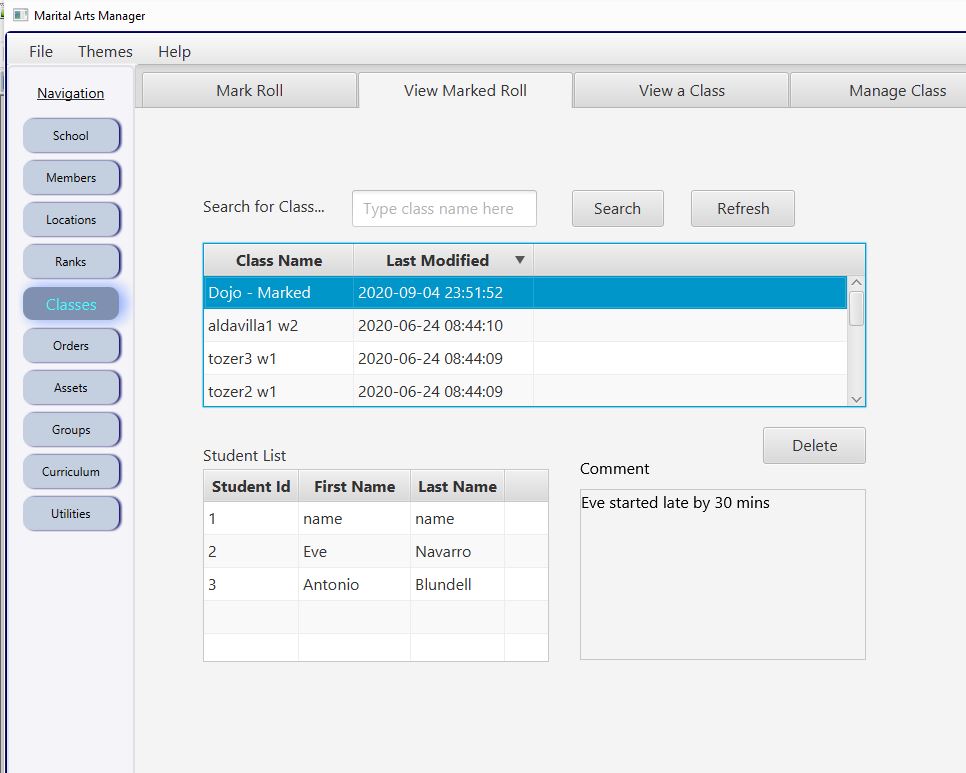 Marital Arts Manager
File Themes Help
Navigation
School
Members
Locations
Ranks
Classes
Orders
Assets
Groups
Curriculum
Utilities
Mark Roll View Marked Roll View a Class Manage Class
Search for Class... Type class name here Search Refresh
Class Name Last Modified
Dojo - Marked 2020-09-04 23:51:52
aldavilla1 w2 2020-06-24 08:44:10
tozer3 w1 2020-06-24 08:44:09
tozer2 w1 2020-06-24 08:44:09
Delete
Student List
Student Id First Name Last Name
1 name name
2 Eve Navarro
3 Antonio Blundell
Comment
Eve started late by 30 mins